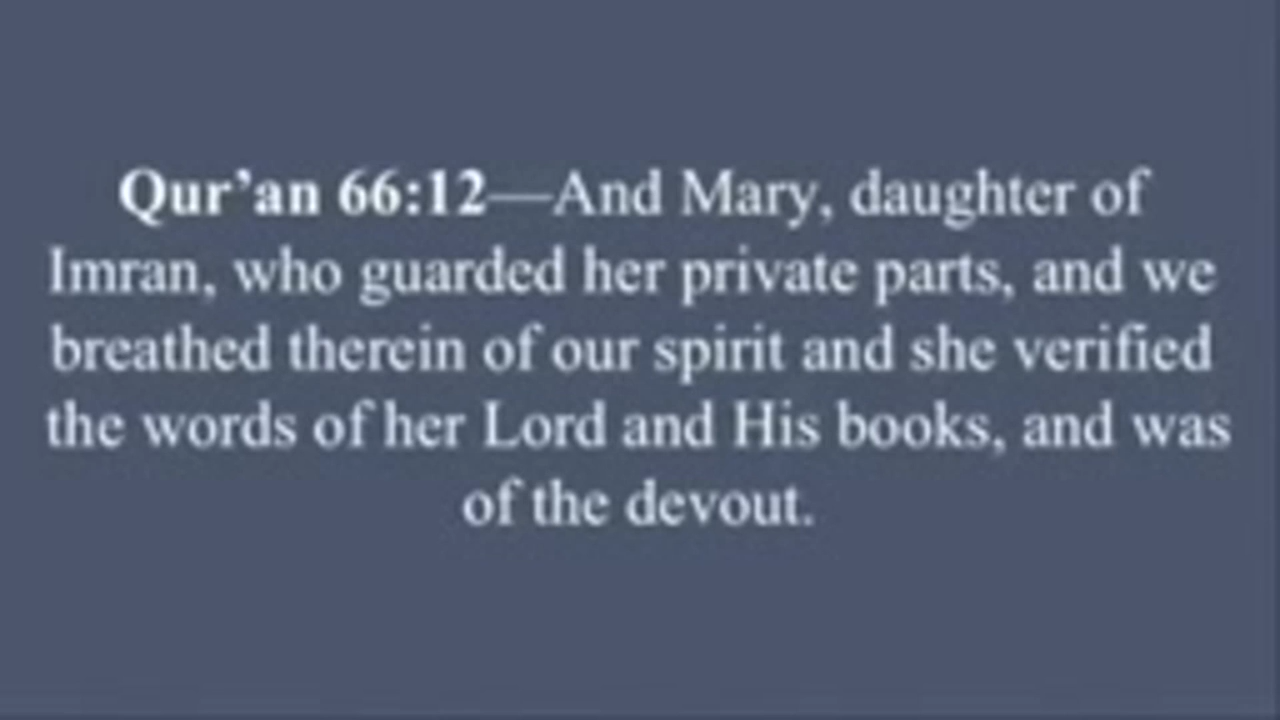 Qur’an 66:12—And Mary, daughter of
Imran, who guarded her private parts, and we
breathed therein of our spirit and she verified
the words of her Lord and His books, and was
of the devout.